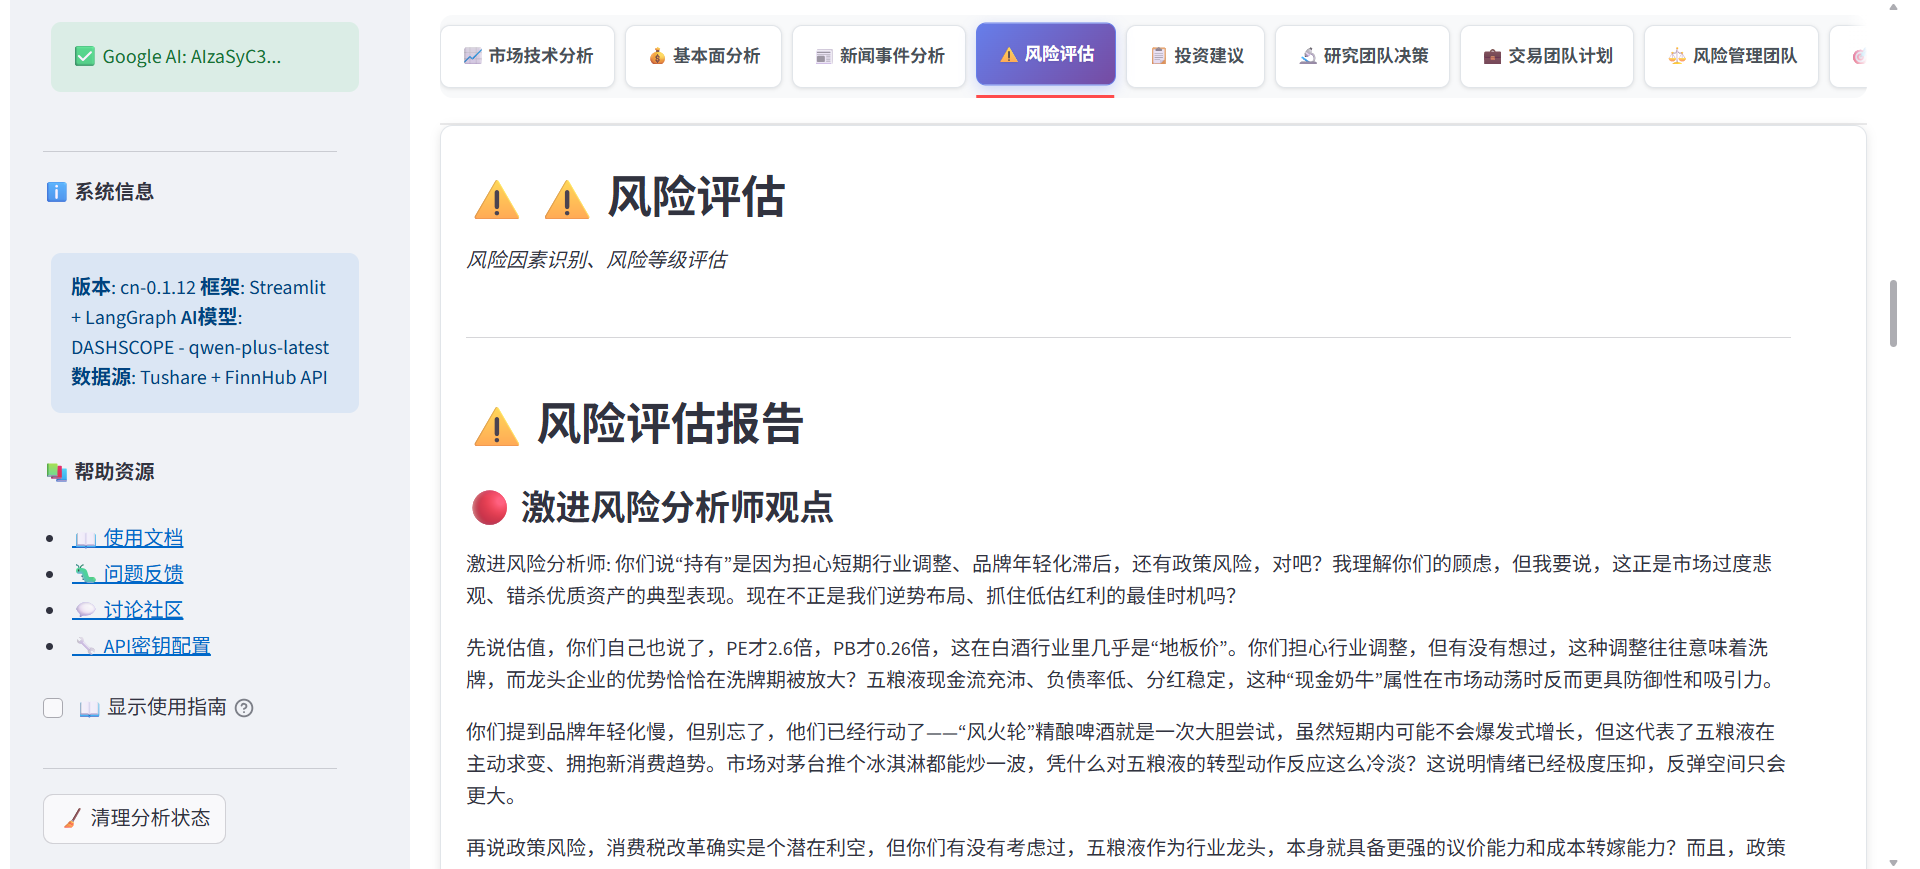 Google AI: AIzaSyC3...
系统信息
版本: cn-0.1.12 框架: Streamlit
+ LangGraph AI模型:
DASHSCOPE - qwen-plus-latest
数据源: Tushare + FinnHub API
帮助资源
使用文档
问题反馈
讨论社区
API密钥配置
显示使用指南
清理分析状态
市场技术分析
基本面分析
新闻事件分析
风险评估
投资建议
研究团队决策
交易团队计划
风险管理团队
风险评估
风险因素识别、风险等级评估
风险评估报告
激进风险分析师观点
激进风险分析师: 你们说“持有”是因为担心短期行业调整、品牌年轻化滞后，还有政策风险，对吧？我理解你们的顾虑，但我要说，这正是市场过度悲
观、错杀优质资产的典型表现。现在不正是我们逆势布局、抓住低估红利的最佳时机吗？
先说估值，你们自己也说了，PE才2.6倍，PB才0.26倍，这在白酒行业里几乎是“地板价”。你们担心行业调整，但有没有想过，这种调整往往意味着洗
牌，而龙头企业的优势恰恰在洗牌期被放大？五粮液现金流充沛、负债率低、分红稳定，这种“现金奶牛”属性在市场动荡时反而更具防御性和吸引力。
你们提到品牌年轻化慢，但别忘了，他们已经行动了——“风火轮”精酿啤酒就是一次大胆尝试，虽然短期内可能不会爆发式增长，但这代表了五粮液在
主动求变、拥抱新消费趋势。市场对茅台推个冰淇淋都能炒一波，凭什么对五粮液的转型动作反应这么冷淡？这说明情绪已经极度压抑，反弹空间只会
更大。
再说政策风险，消费税改革确实是个潜在利空，但你们有没有考虑过，五粮液作为行业龙头，本身就具备更强的议价能力和成本转嫁能力？而且，政策